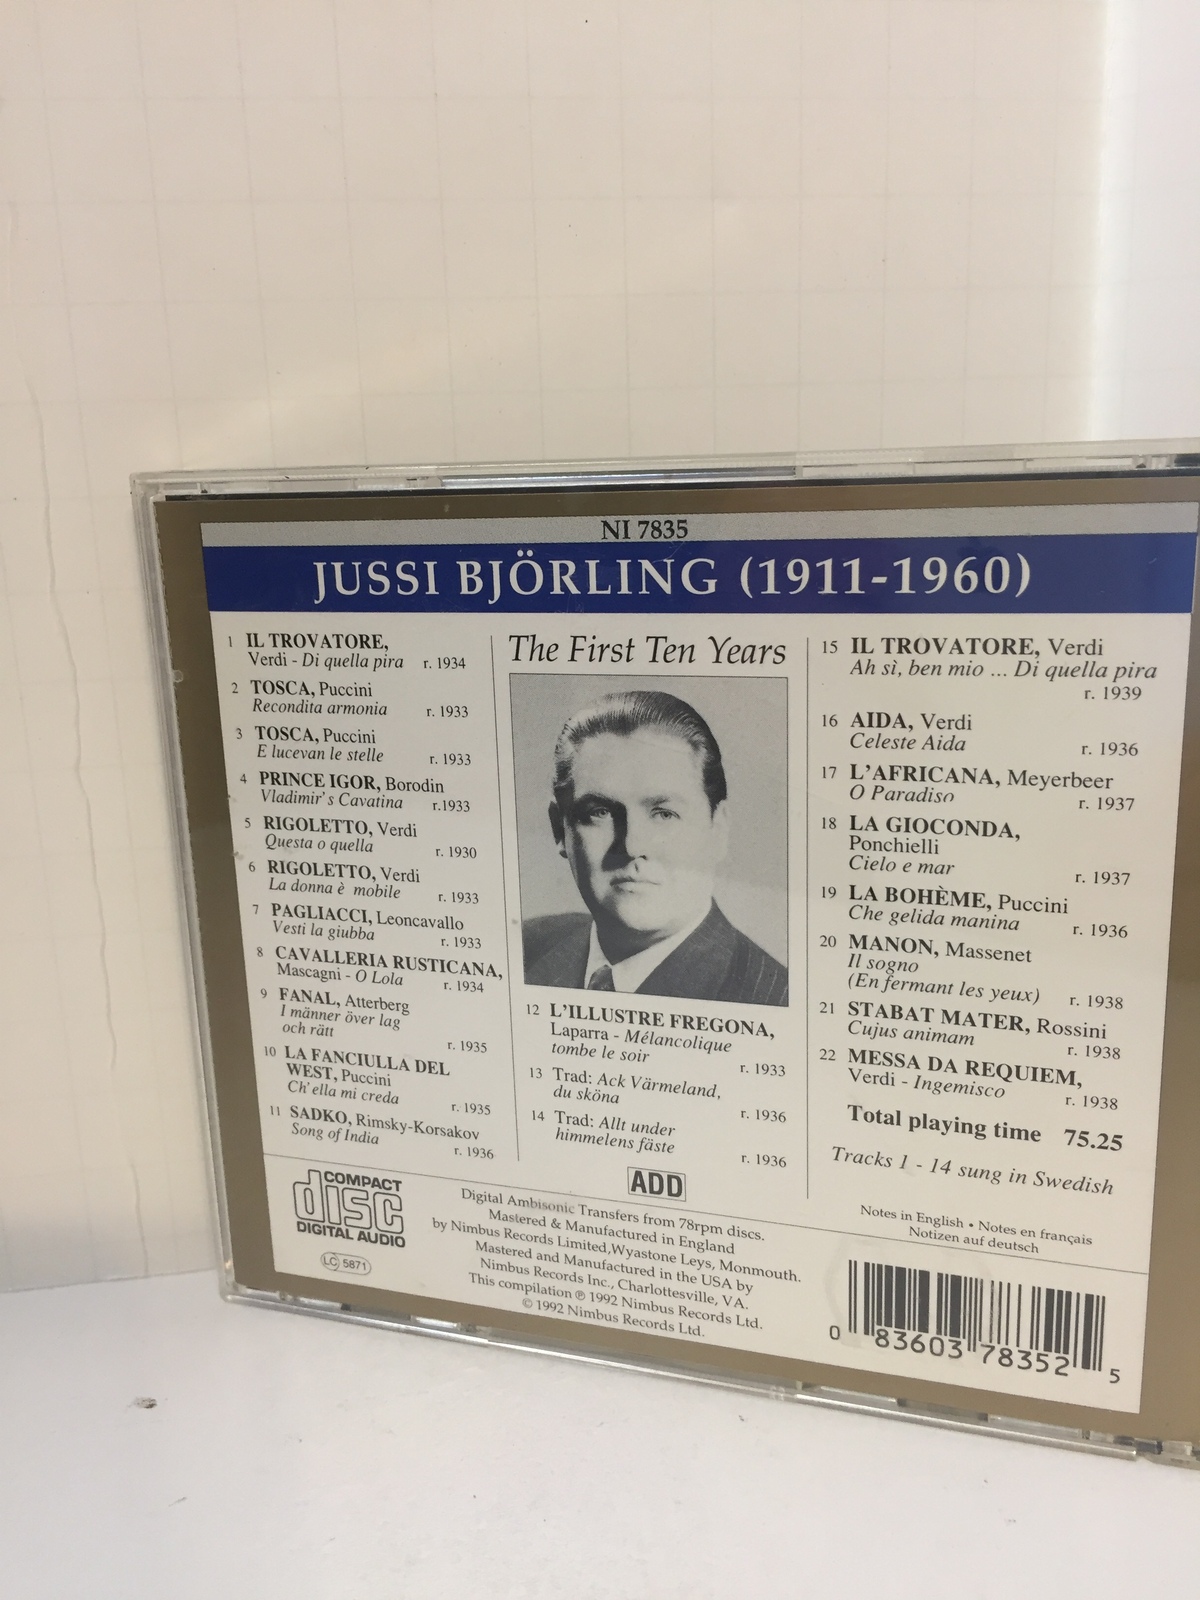 NI 7835
JUSSI BJÖRLING (1911-1960)
1 IL TROVATORE,
Verdi - Di quella pira r. 1934
2 TOSCA, Puccini
Recondita armonia r. 1933
3 TOSCA, Puccini
E lucevan le stelle r. 1933
4 PRINCE IGOR, Borodin
Vladimir's Cavatina r.1933
5 RIGOLETTO, Verdi
Questa o quella r. 1930
6 RIGOLETTO, Verdi
La donna è mobile r. 1933
7 PAGLIACCI, Leoncavallo
Vesti la giubba r. 1933
8 CAVALLERIA RUSTICANA,
Mascagni - O Lola r. 1934
9 FANAL, Atterberg
I männer över lag
och rätt r. 1935
10 LA FANCIULLA DEL
WEST, Puccini
Ch'ella mi creda r. 1935
11 SADKO, Rimsky-Korsakov
Song of India r. 1936
The First Ten Years
12 L'ILLUSTRE FREGONA,
Laparra - Mélancolique
tombe le soir r. 1933
13 Trad: Ack Värmeland,
du sköna r. 1936
14 Trad: Allt under
himmelens fäste r. 1936
15 IL TROVATORE, Verdi
Ah sì, ben mio ... Di quella pira
r. 1939
16 AIDA, Verdi
Celeste Aida r. 1936
17 L'AFRICANA, Meyerbeer
O Paradiso r. 1937
18 LA GIOCONDA,
Ponchielli
Cielo e mar r. 1937
19 LA BOHÈME, Puccini
Che gelida manina r. 1936
20 MANON, Massenet
Il sogno
(En fermant les yeux) r. 1938
21 STABAT MATER, Rossini
Cujus animam r. 1938
22 MESSA DA REQUIEM,
Verdi - Ingemisco r. 1938
Total playing time 75.25
Tracks 1 - 14 sung in Swedish
COMPACT
disc
DIGITAL AUDIO
LC 5871
ADD
Digital Ambisonic Transfers from 78rpm discs.
Mastered & Manufactured in England
by Nimbus Records Limited,Wyastone Leys, Monmouth.
Mastered and Manufactured in the USA by
Nimbus Records Inc., Charlottesville, VA.
This compilation ℗ 1992 Nimbus Records Ltd.
© 1992 Nimbus Records Ltd.
Notes in English • Notes en français
Notizen auf deutsch
0 83603 78352 5